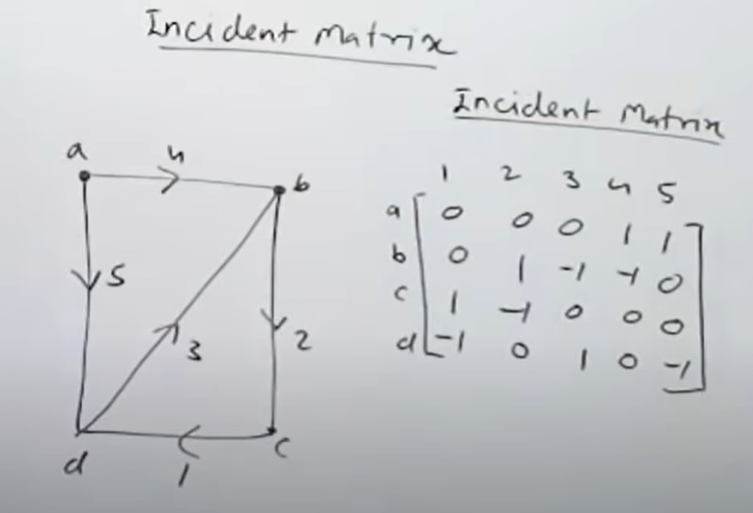 Incident Matrix
Incident Matrix
a 4 b
5
3 2
d 1 c
1 2 3 4 5
a 0 0 0 1 1
b 0 1 -1 -1 0
c 1 -1 0 0 0
d -1 0 1 0 -1